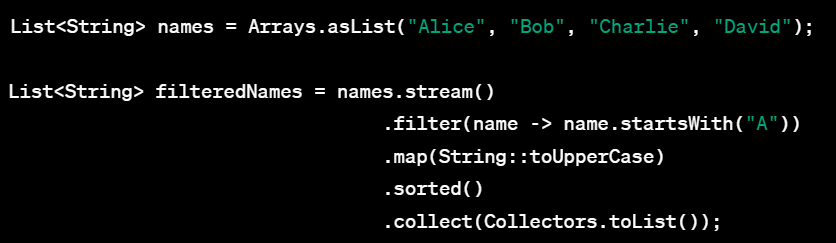 List<String> names = Arrays.asList("Alice", "Bob", "Charlie", "David");
List<String> filteredNames = names.stream()
.filter(name -> name.startsWith("A"))
.map(String::toUpperCase)
.sorted()
.collect(Collectors.toList());